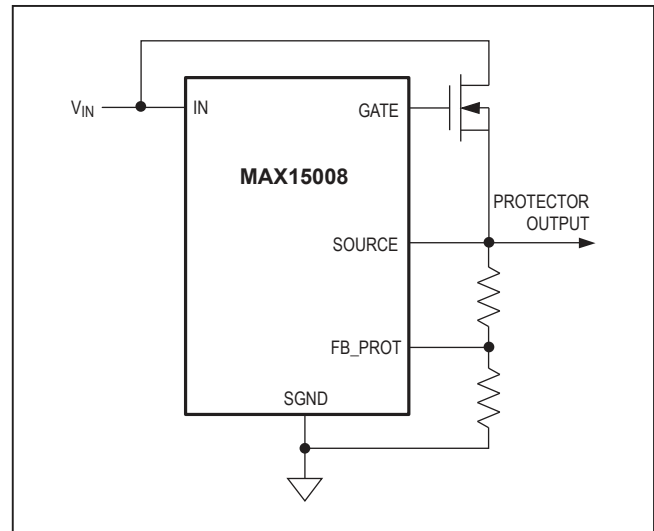 V_IN
IN
GATE
MAX15008
PROTECTOR
OUTPUT
SOURCE
FB_PROT
SGND